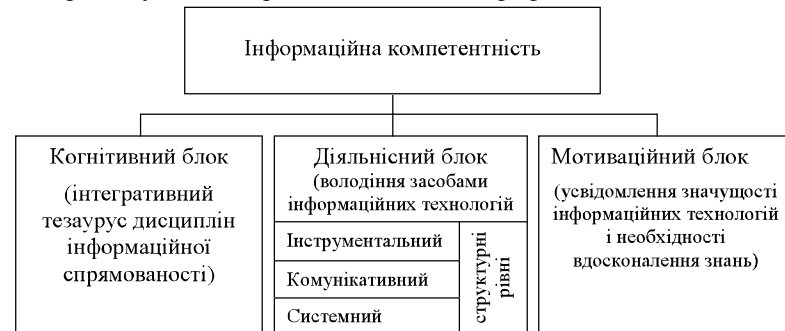 Інформаційна компетентність
Когнітивний блок
(інтегративний
тезаурус дисциплін
інформаційної
спрямованості)
Діяльнісний блок
(володіння засобами
інформаційних технологій
Інструментальний
Комунікативний
Системний
структурні
рівні
Мотиваційний блок
(усвідомлення значущості
інформаційних технологій
і необхідності
вдосконалення знань)